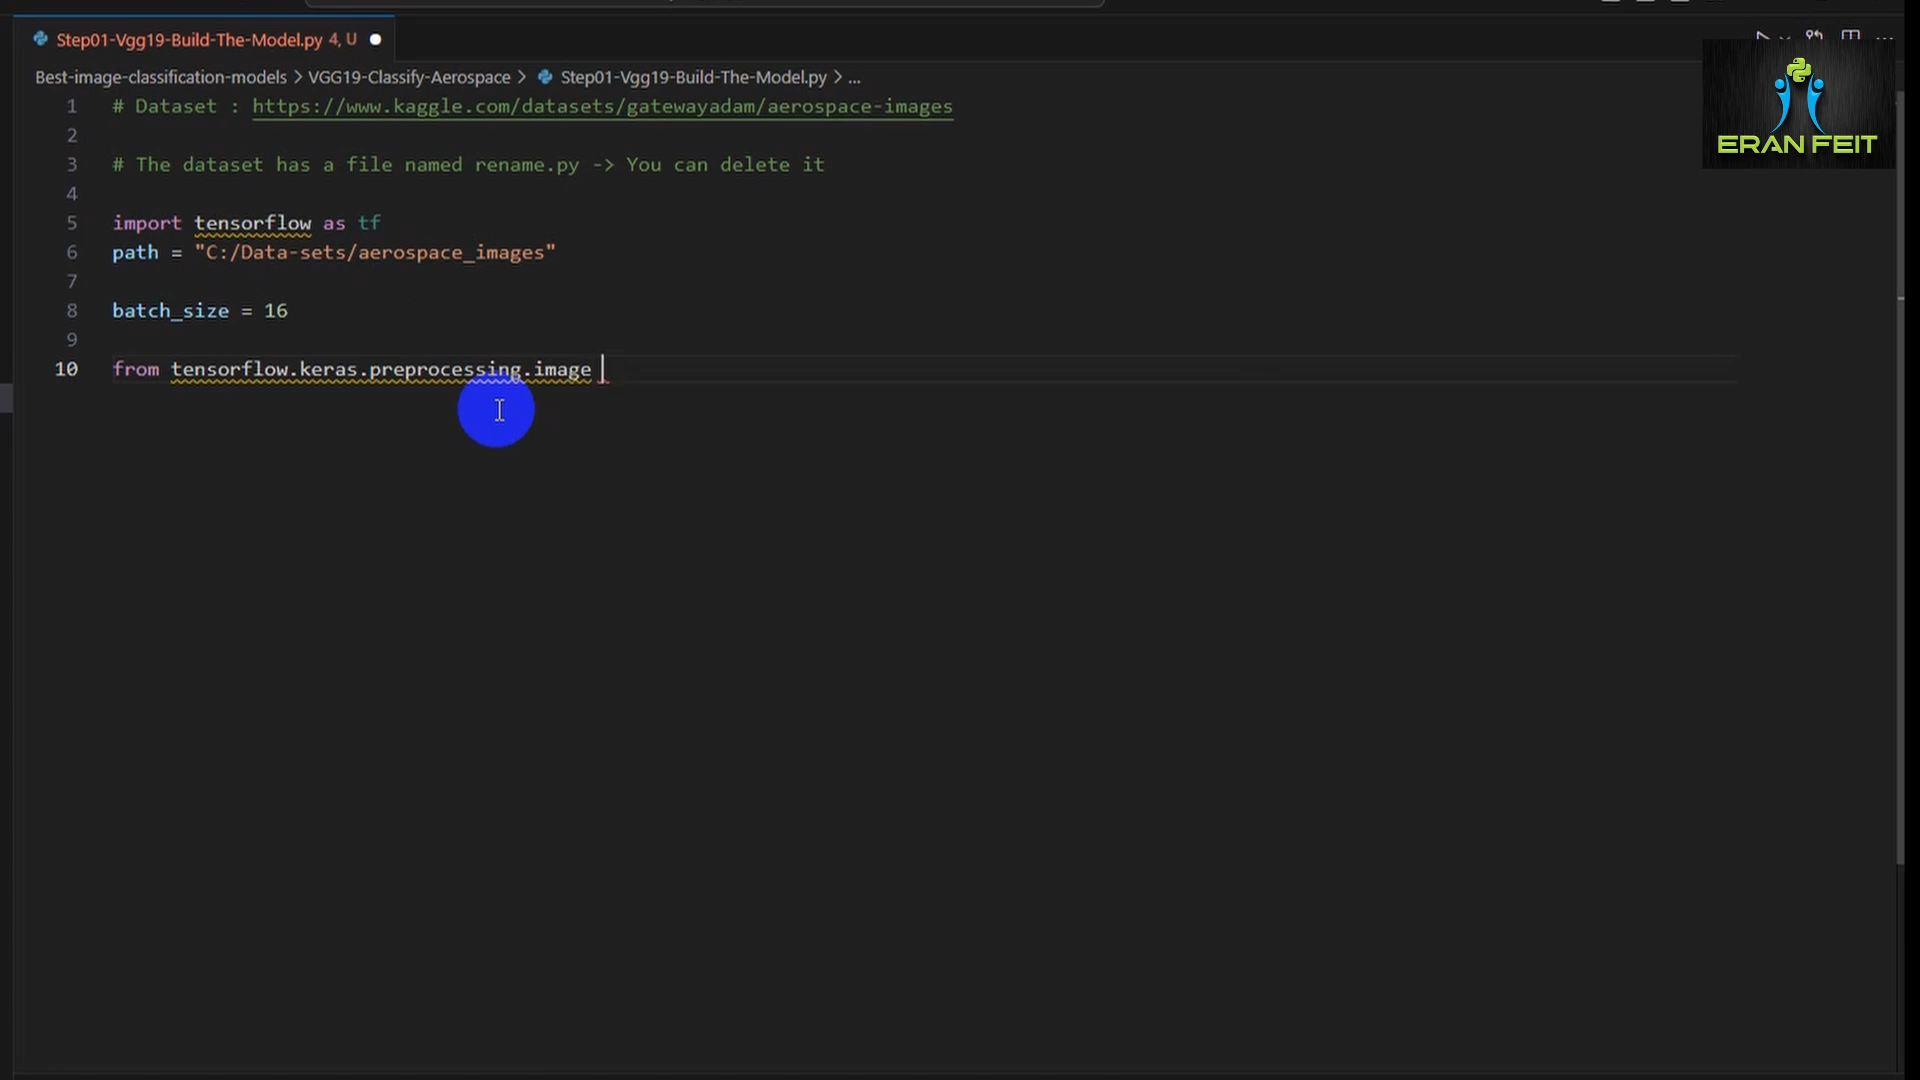 Step01-Vgg19-Build-The-Model.py 4, U
Best-image-classification-models > VGG19-Classify-Aerospace > Step01-Vgg19-Build-The-Model.py > ...
1 # Dataset : https://www.kaggle.com/datasets/gatewayadam/aerospace-images
2
3 # The dataset has a file named rename.py -> You can delete it
4
5 import tensorflow as tf
6 path = "C:/Data-sets/aerospace_images"
7
8 batch_size = 16
9
10 from tensorflow.keras.preprocessing.image
ERAN FEIT